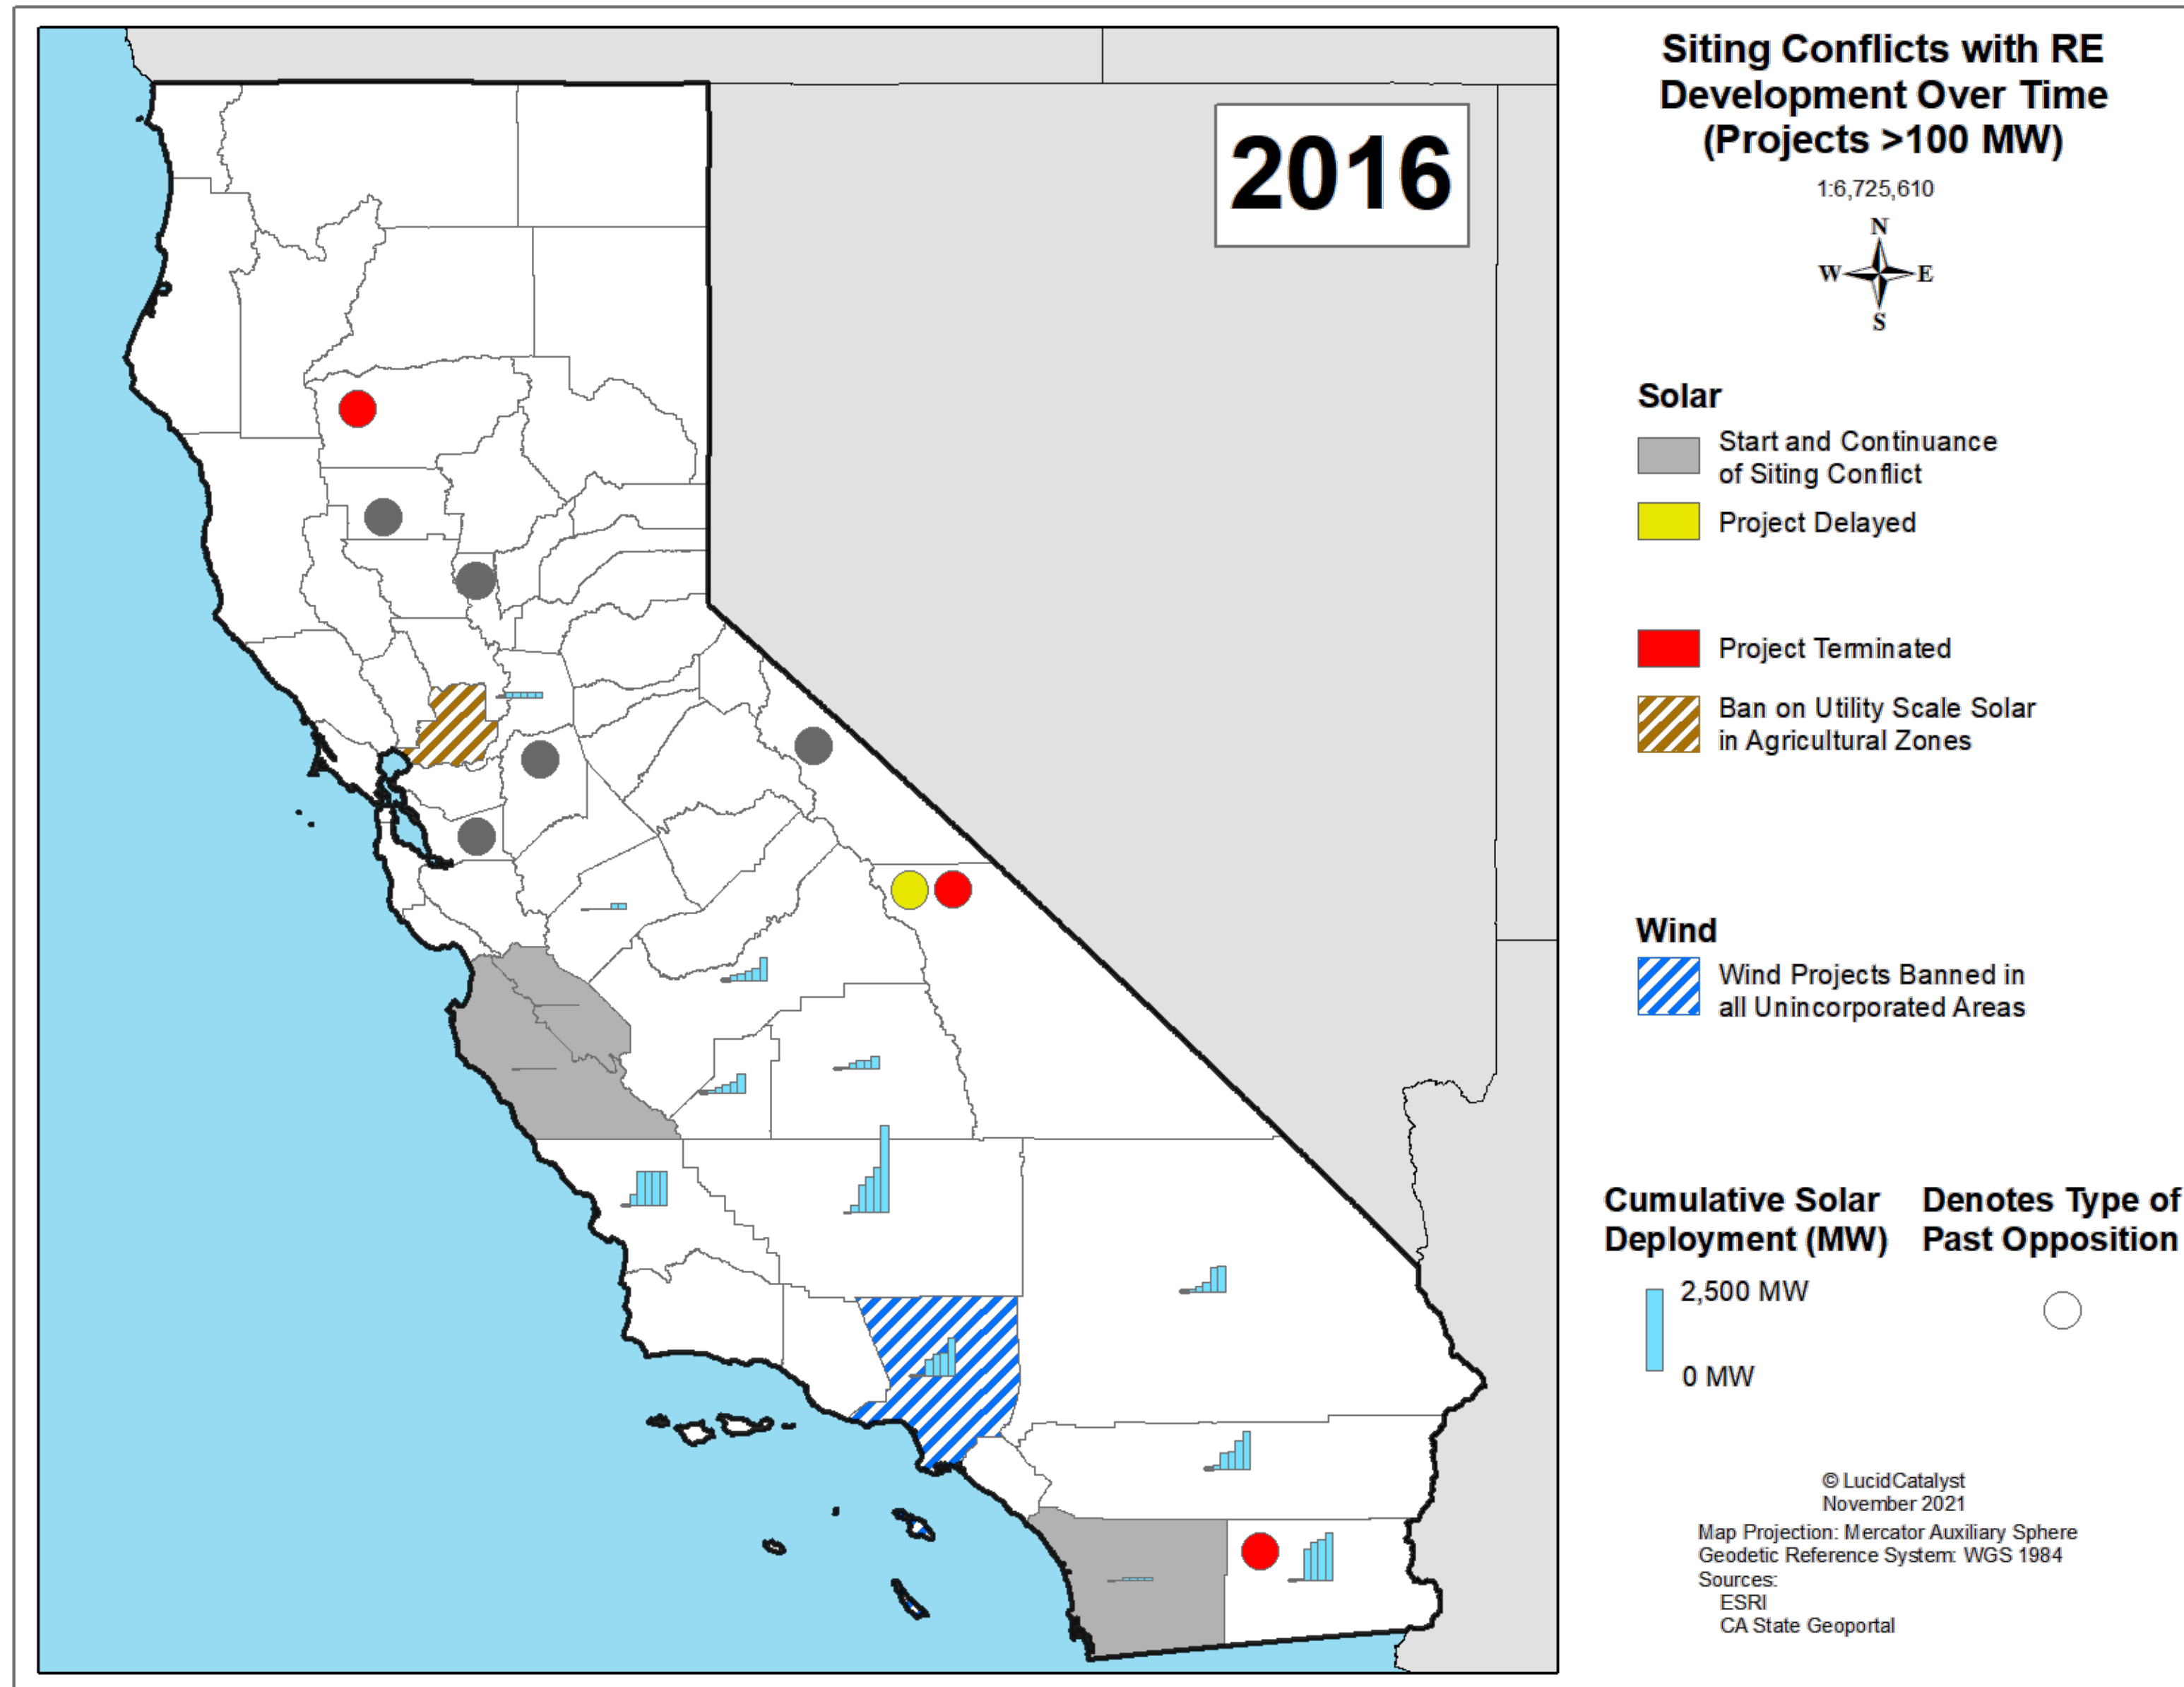 2016
Siting Conflicts with RE
Development Over Time
(Projects >100 MW)
1:6,725,610
N
W E
S
Solar
Start and Continuance
of Siting Conflict
Project Delayed
Project Terminated
Ban on Utility Scale Solar
in Agricultural Zones
Wind
Wind Projects Banned in
all Unincorporated Areas
Cumulative Solar
Deployment (MW)
2,500 MW
0 MW
Denotes Type of
Past Opposition
© LucidCatalyst
November 2021
Map Projection: Mercator Auxiliary Sphere
Geodetic Reference System: WGS 1984
Sources:
ESRI
CA State Geoportal